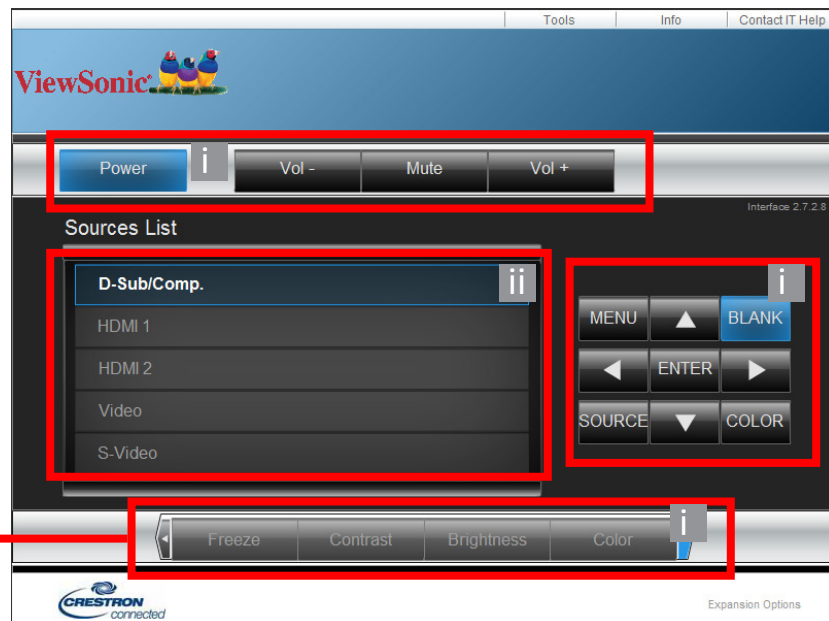 Tools Info Contact IT Help
ViewSonic
Power i Vol - Mute Vol +
Interface 2.7.2.8
Sources List
D-Sub/Comp. ii
HDMI 1
HDMI 2
Video
S-Video
i
MENU BLANK
ENTER
SOURCE COLOR
Freeze Contrast Brightness Color i
CRESTRON
connected
Expansion Options